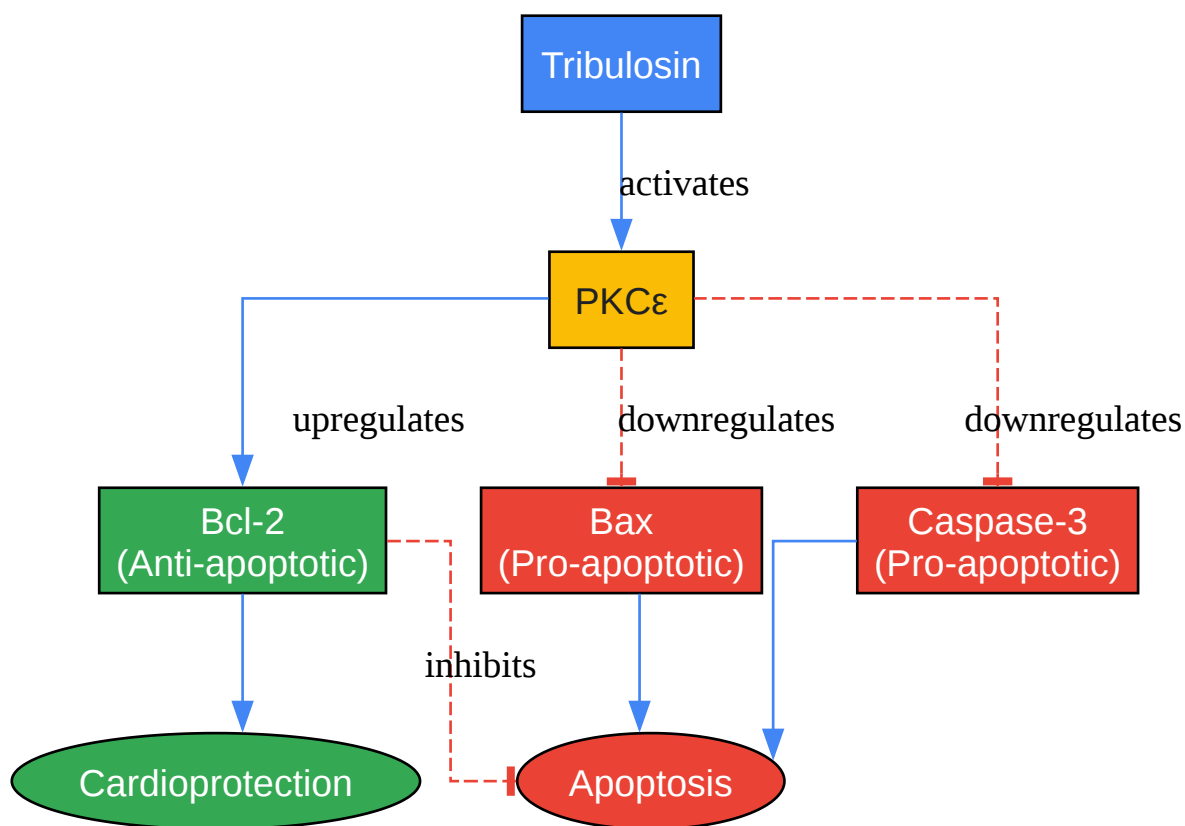 Tribulosin
activates
PKCε
upregulates
downregulates
downregulates
Bcl-2
(Anti-apoptotic)
Bax
(Pro-apoptotic)
Caspase-3
(Pro-apoptotic)
inhibits
Cardioprotection
Apoptosis